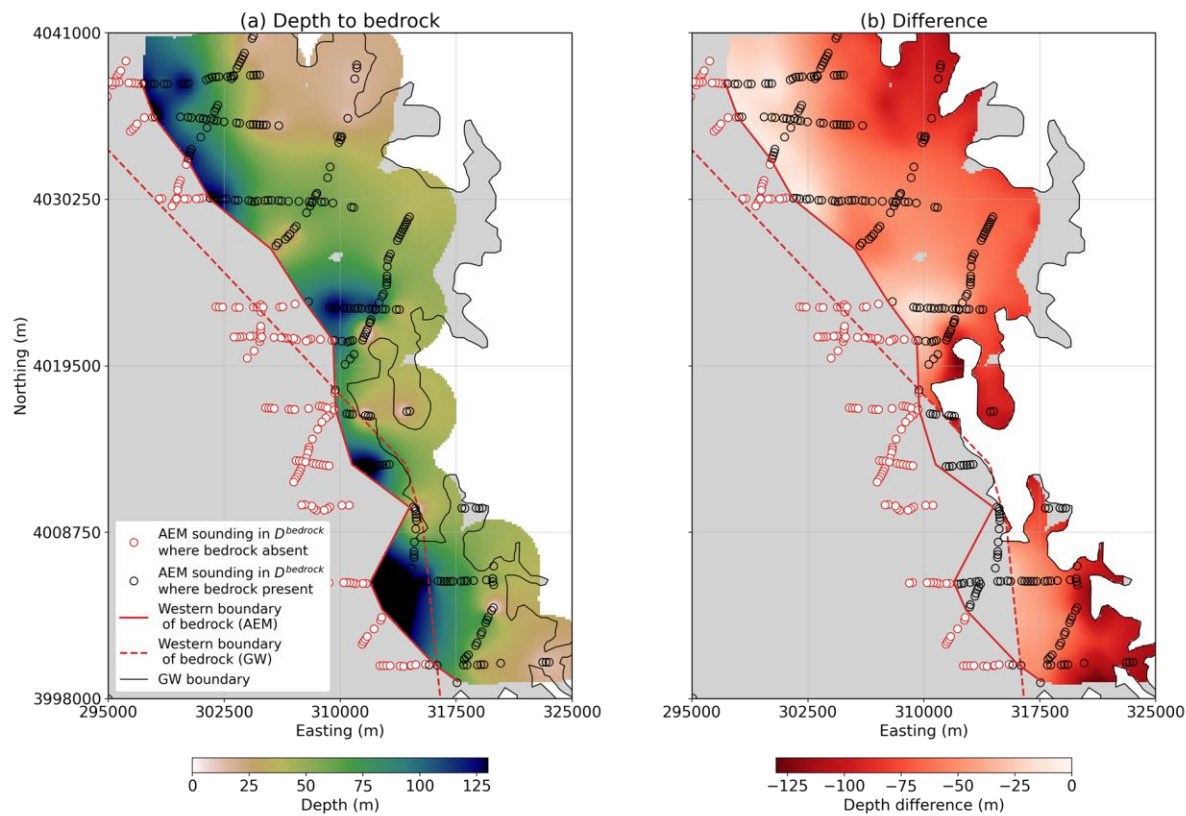 (a) Depth to bedrock
4041000
4030250
4019500
4008750
3998000
Northing (m)
AEM sounding in D^bedrock
where bedrock absent
AEM sounding in D^bedrock
where bedrock present
Western boundary
of bedrock (AEM)
Western boundary
of bedrock (GW)
GW boundary
295000 302500 310000 317500 325000
Easting (m)
0 25 50 75 100 125
Depth (m)
(b) Difference
295000 302500 310000 317500 325000
Easting (m)
−125 −100 −75 −50 −25 0
Depth difference (m)